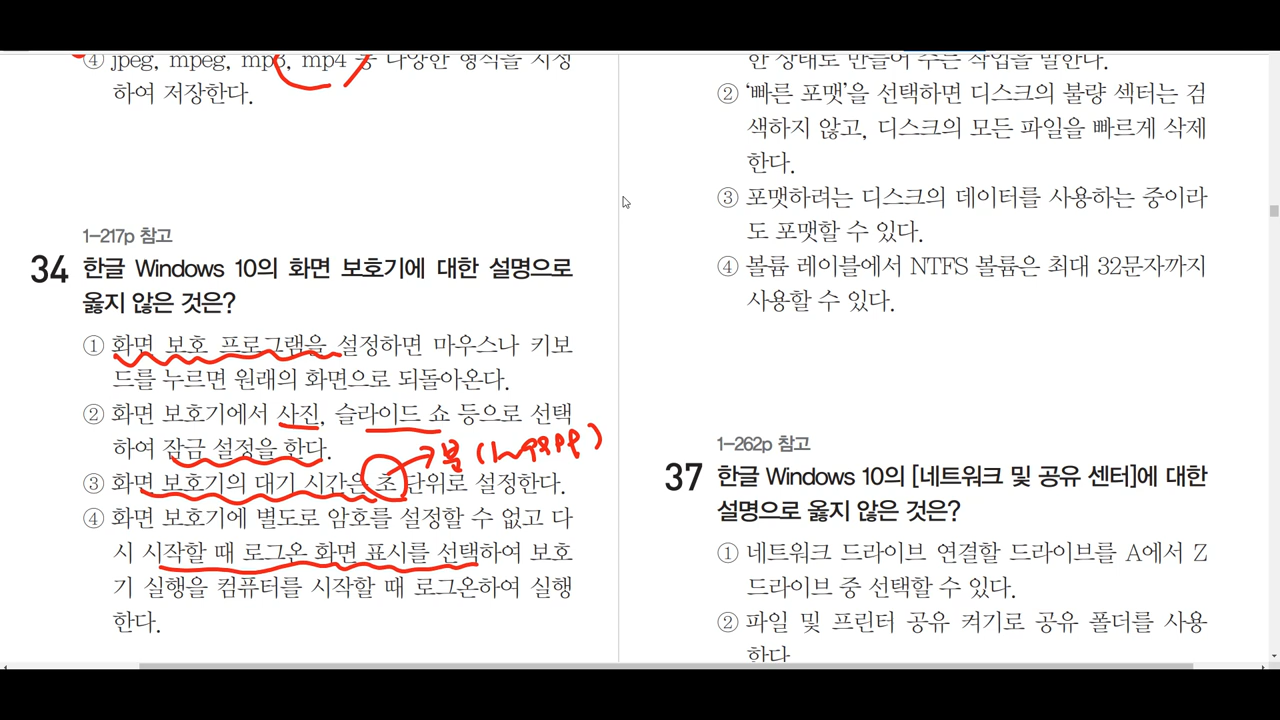 ④ jpeg, mpeg, mp3, mp4 등 다양한 형식을 지정
하여 저장한다.
1-217p 참고
34 한글 Windows 10의 화면 보호기에 대한 설명으로
옳지 않은 것은?
① 화면 보호 프로그램을 설정하면 마우스나 키보
드를 누르면 원래의 화면으로 되돌아온다.
② 화면 보호기에서 사진, 슬라이드 쇼 등으로 선택
하여 잠금 설정을 한다.
분 (1~9999)
③ 화면 보호기의 대기 시간은 초 단위로 설정한다.
④ 화면 보호기에 별도로 암호를 설정할 수 없고 다
시 시작할 때 로그온 화면 표시를 선택하여 보호
기 실행을 컴퓨터를 시작할 때 로그온하여 실행
한다.
한 상태로 만들어 주는 작업을 말한다.
② ‘빠른 포맷’을 선택하면 디스크의 불량 섹터는 검
색하지 않고, 디스크의 모든 파일을 빠르게 삭제
한다.
③ 포맷하려는 디스크의 데이터를 사용하는 중이라
도 포맷할 수 있다.
④ 볼륨 레이블에서 NTFS 볼륨은 최대 32문자까지
사용할 수 있다.
1-262p 참고
37 한글 Windows 10의 [네트워크 및 공유 센터]에 대한
설명으로 옳지 않은 것은?
① 네트워크 드라이브 연결할 드라이브를 A에서 Z
드라이브 중 선택할 수 있다.
② 파일 및 프린터 공유 켜기로 공유 폴더를 사용
한다